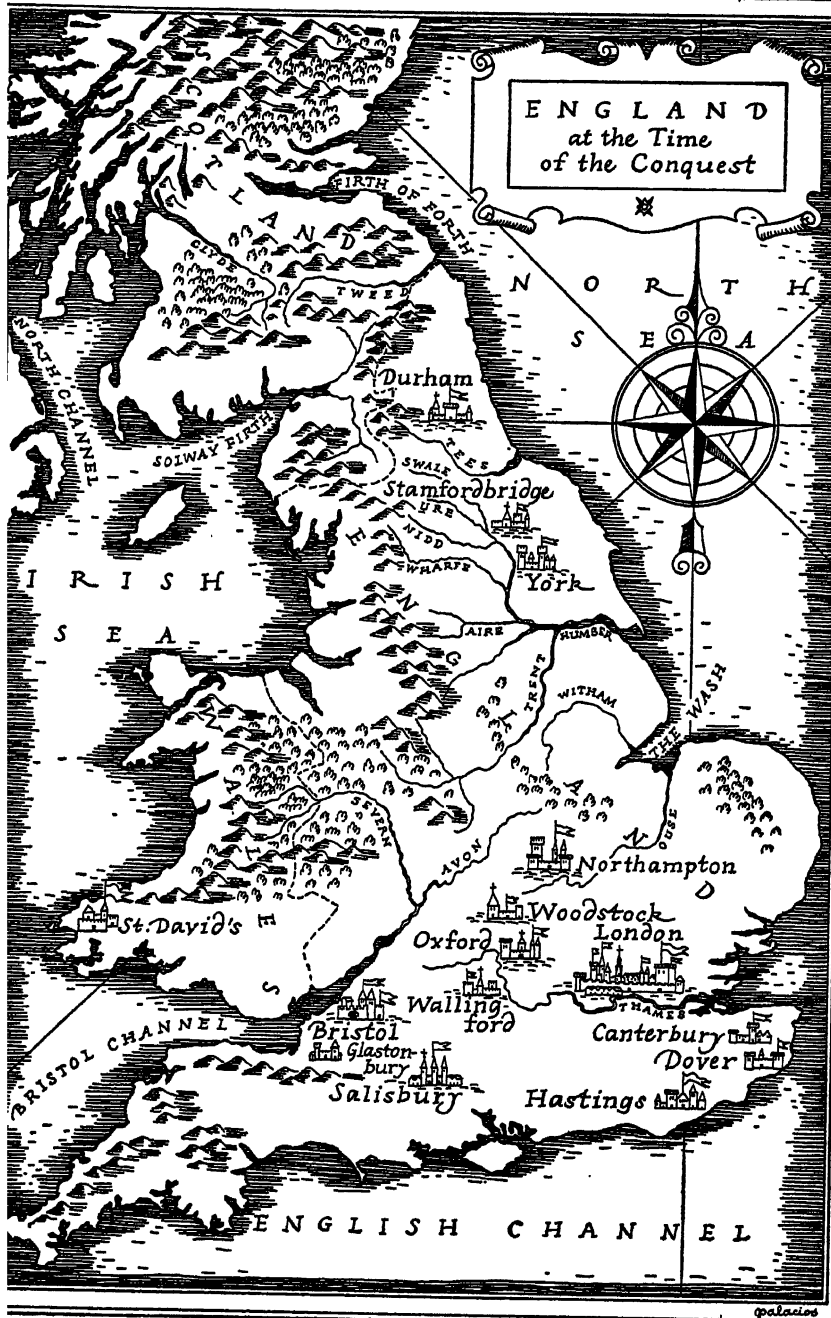 ENGLAND
at the Time
of the Conquest
SCOTLAND
FIRTH OF FORTH
CLYDE
TWEED
NORTH
SEA
NORTH CHANNEL
Durham
SOLWAY FIRTH
TEES
SWALE
Stamfordbridge
URE
NIDD
WHARFE
York
IRISH
SEA
ENGLAND
AIRE
HUMBER
TRENT
WITHAM
THE WASH
WALES
SEVERN
AVON
OUSE
Northampton
St. David's
Woodstock
London
Oxford
Walling-
ford
THAMES
BRISTOL CHANNEL
Bristol
Glaston-
bury
Salisbury
Canterbury
Dover
Hastings
ENGLISH CHANNEL
palacios